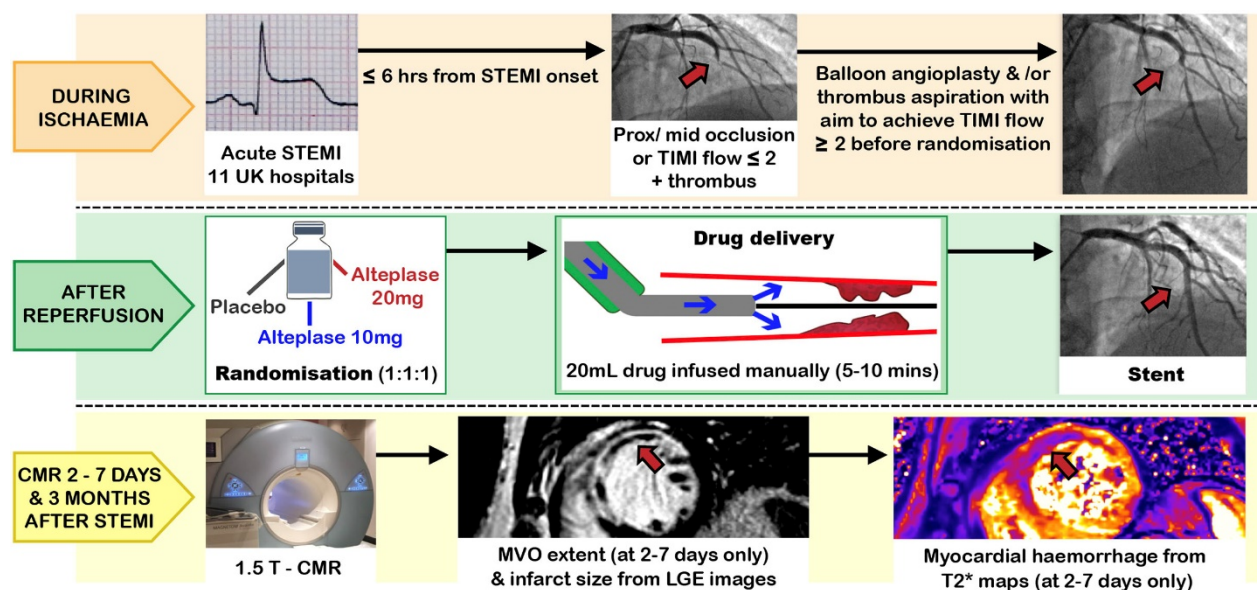 DURING
ISCHAEMIA
Acute STEMI
11 UK hospitals
≤ 6 hrs from STEMI onset
Prox/ mid occlusion
or TIMI flow ≤ 2
+ thrombus
Balloon angioplasty & /or
thrombus aspiration with
aim to achieve TIMI flow
≥ 2 before randomisation
AFTER
REPERFUSION
Placebo
Alteplase
20mg
Alteplase 10mg
Randomisation (1:1:1)
Drug delivery
20mL drug infused manually (5-10 mins)
Stent
CMR 2 - 7 DAYS
& 3 MONTHS
AFTER STEMI
1.5 T - CMR
MVO extent (at 2-7 days only)
& infarct size from LGE images
Myocardial haemorrhage from
T2* maps (at 2-7 days only)